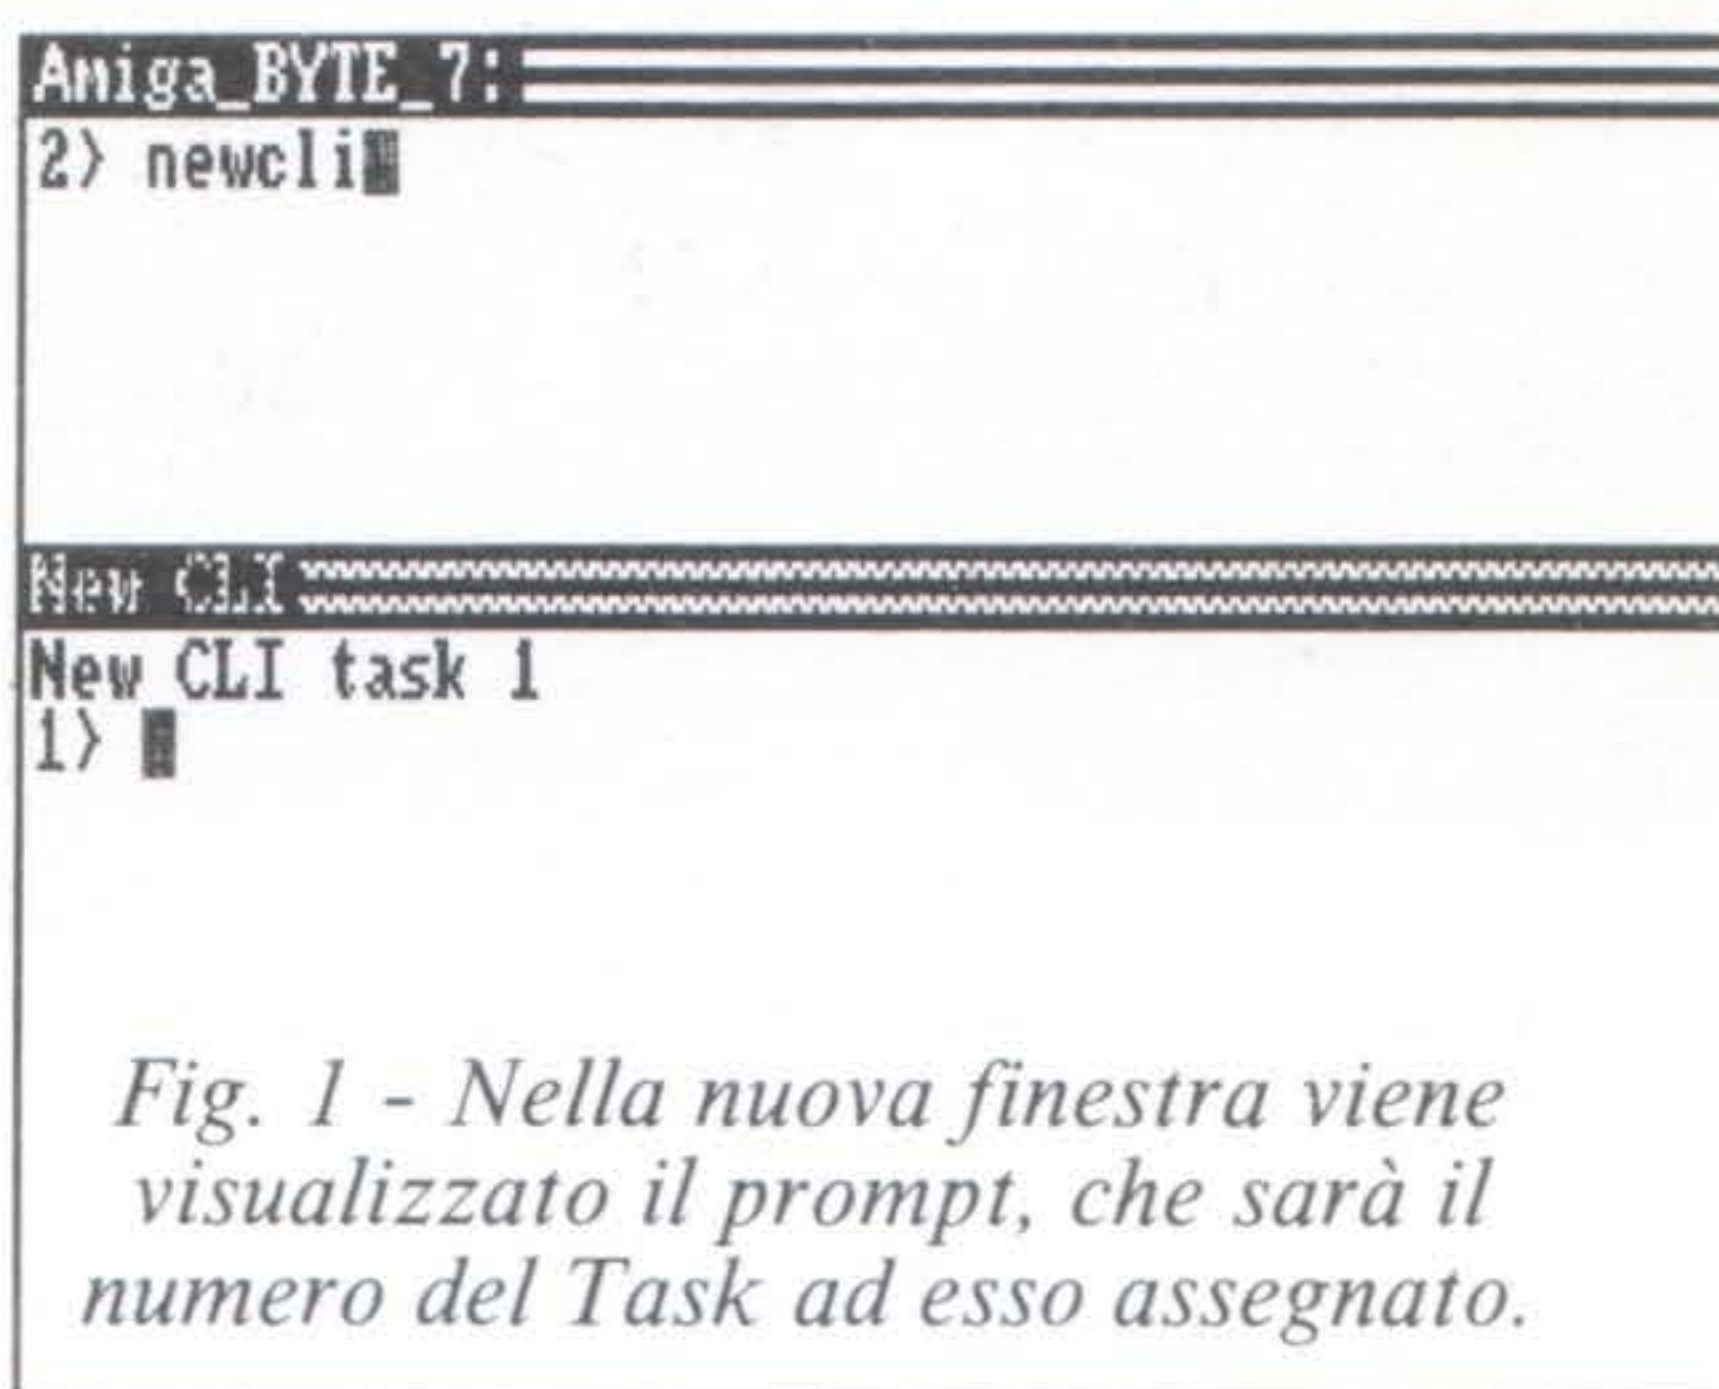 Amiga_BYTE_7:
2> newcli
New CLI
New CLI task 1
1>
Fig. 1 - Nella nuova finestra viene
visualizzato il prompt, che sarà il
numero del Task ad esso assegnato.